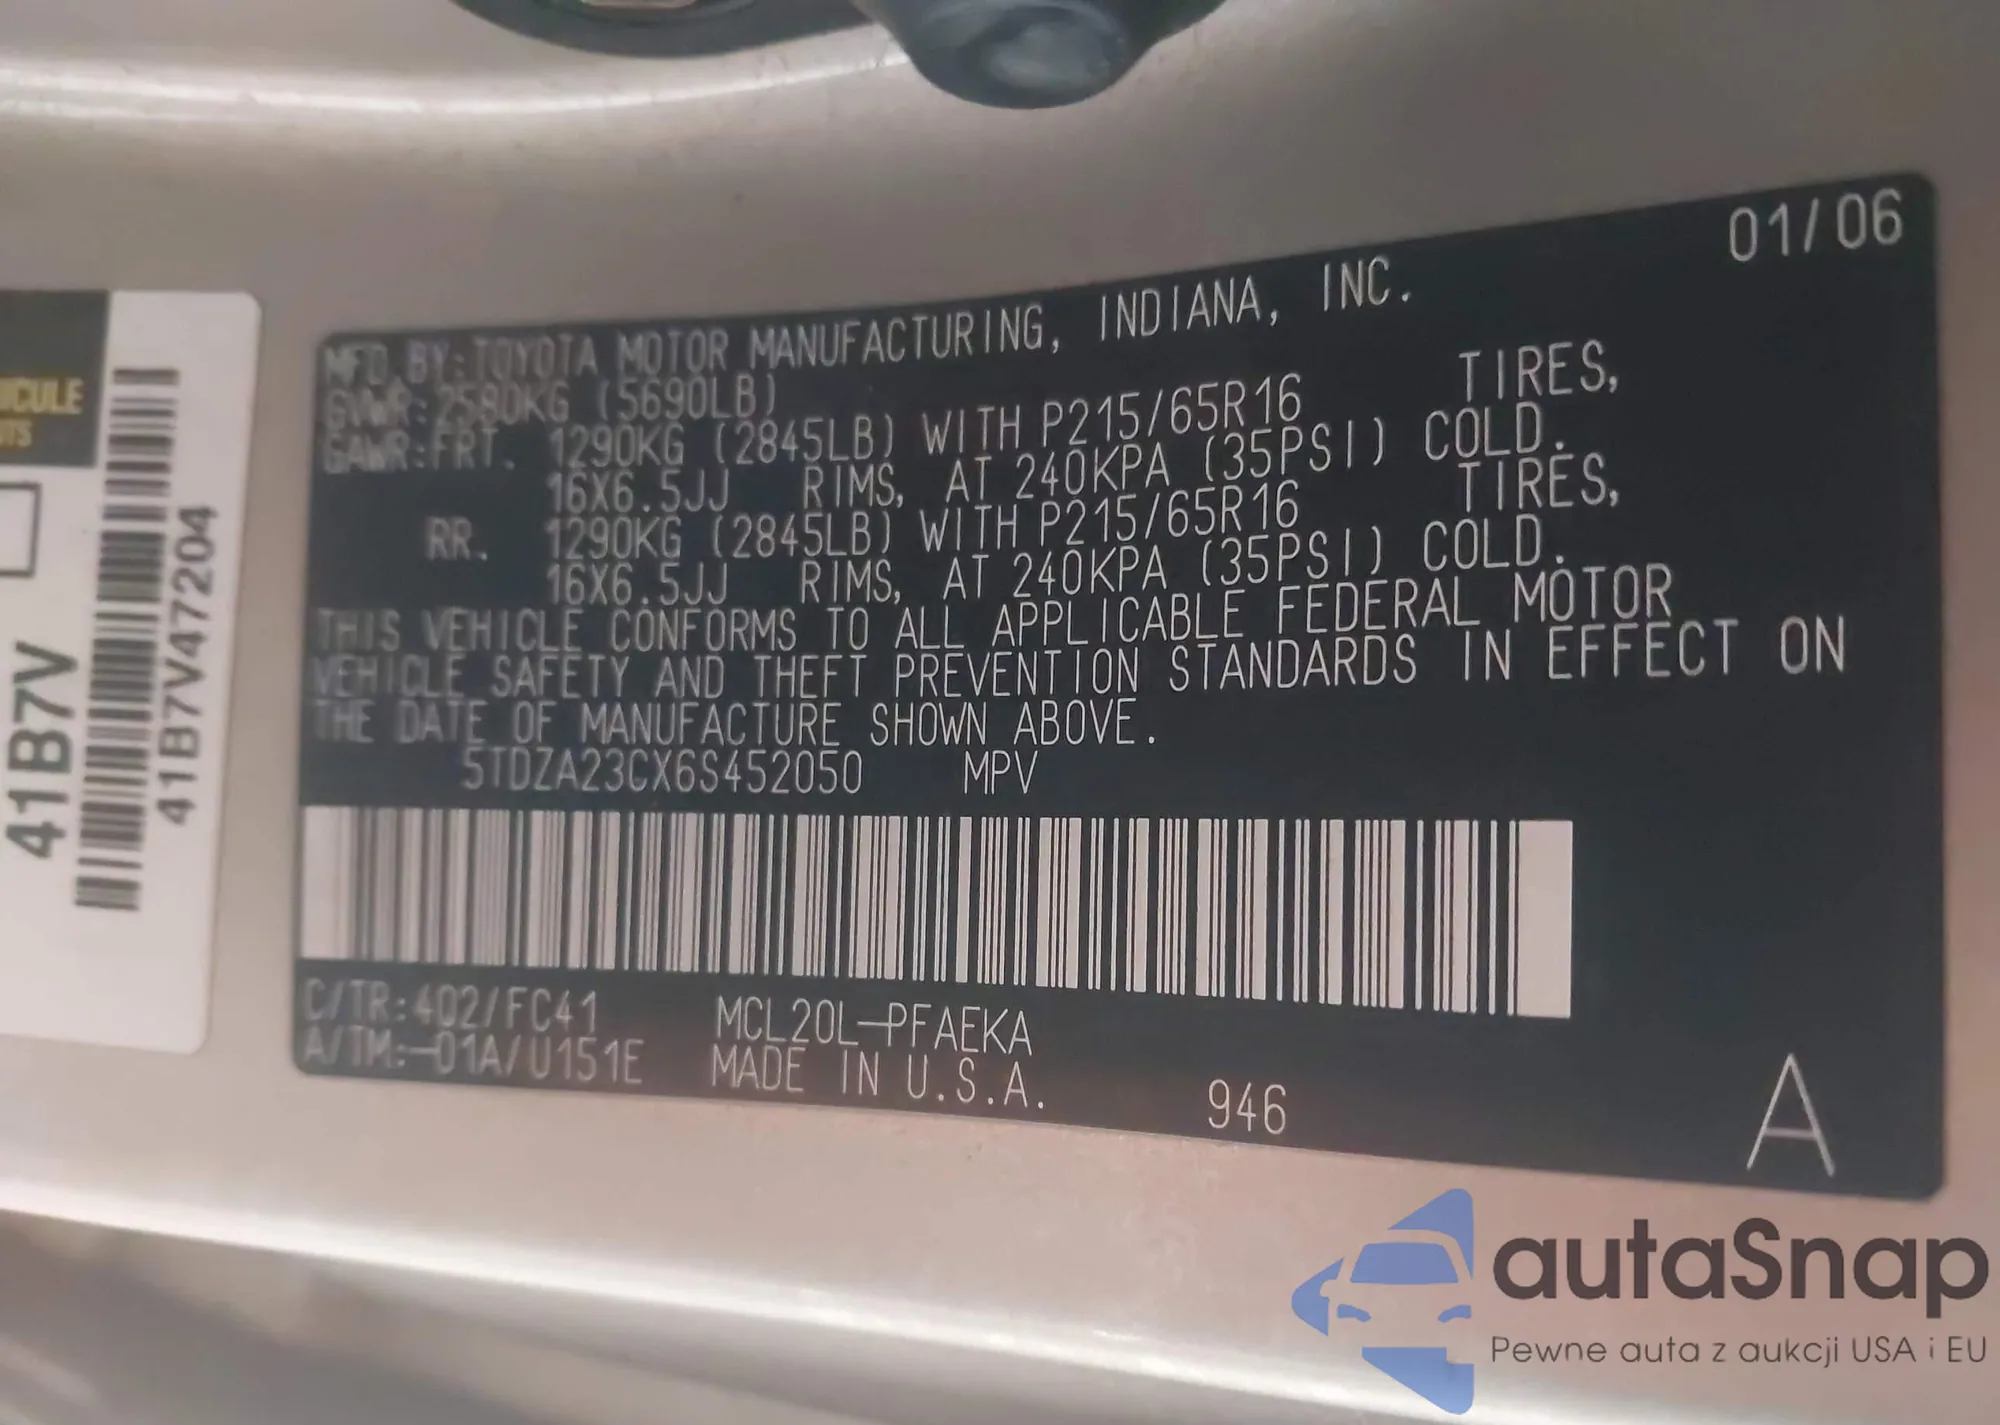 01/06
MFD.BY:TOYOTA MOTOR MANUFACTURING, INDIANA, INC.
GVWR:2580KG (5690LB)
GAWR:FRT. 1290KG (2845LB) WITH P215/65R16 TIRES,
16X6.5JJ RIMS, AT 240KPA (35PSI) COLD.
RR. 1290KG (2845LB) WITH P215/65R16 TIRES,
16X6.5JJ RIMS, AT 240KPA (35PSI) COLD.
THIS VEHICLE CONFORMS TO ALL APPLICABLE FEDERAL MOTOR
VEHICLE SAFETY AND THEFT PREVENTION STANDARDS IN EFFECT ON
THE DATE OF MANUFACTURE SHOWN ABOVE.
5TDZA23CX6S452050 MPV
C/TR:402/FC41 MCL20L-PFAEKA
A/TM:-01A/U151E MADE IN U.S.A. 946
A
41B7V
41B7V47204
autaSnap
Pewne auta z aukcji USA i EU